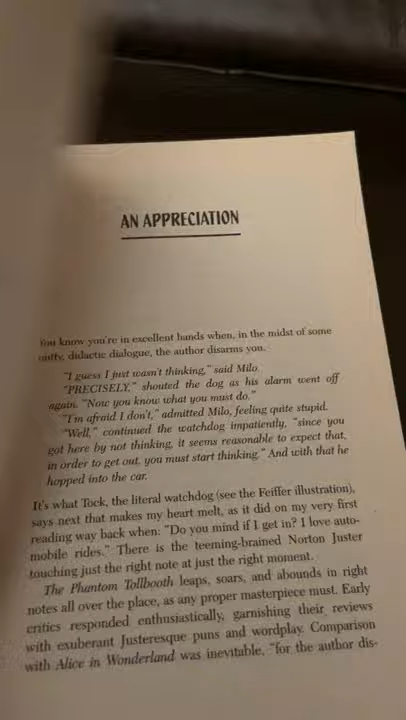 AN APPRECIATION
You know you're in excellent hands when, in the midst of some
nutty, didactic dialogue, the author disarms you.
"I guess I just wasn't thinking," said Milo.
"PRECISELY," shouted the dog as his alarm went off
again. "Now you know what you must do."
"I'm afraid I don't," admitted Milo, feeling quite stupid.
"Well," continued the watchdog impatiently, "since you
got here by not thinking, it seems reasonable to expect that,
in order to get out, you must start thinking." And with that he
hopped into the car.
It's what Tock, the literal watchdog (see the Feiffer illustration),
says next that makes my heart melt, as it did on my very first
reading way back when: "Do you mind if I get in? I love auto-
mobile rides." There is the teeming-brained Norton Juster
touching just the right note at just the right moment.
The Phantom Tollbooth leaps, soars, and abounds in right
notes all over the place, as any proper masterpiece must. Early
critics responded enthusiastically, garnishing their reviews
with exuberant Justeresque puns and wordplay. Comparison
with Alice in Wonderland was inevitable, "for the author dis-